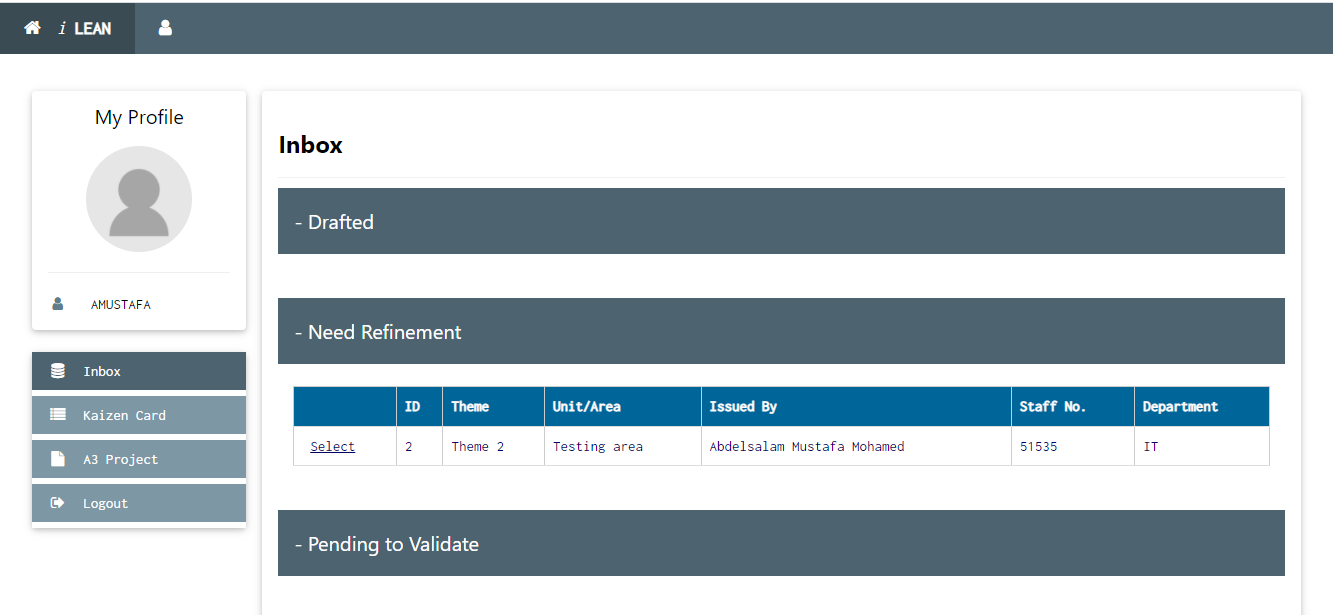 i LEAN
My Profile
AMUSTAFA
Inbox
Kaizen Card
A3 Project
Logout
Inbox
- Drafted
- Need Refinement
ID Theme Unit/Area Issued By Staff No. Department
Select 2 Theme 2 Testing area Abdelsalam Mustafa Mohamed 51535 IT
- Pending to Validate